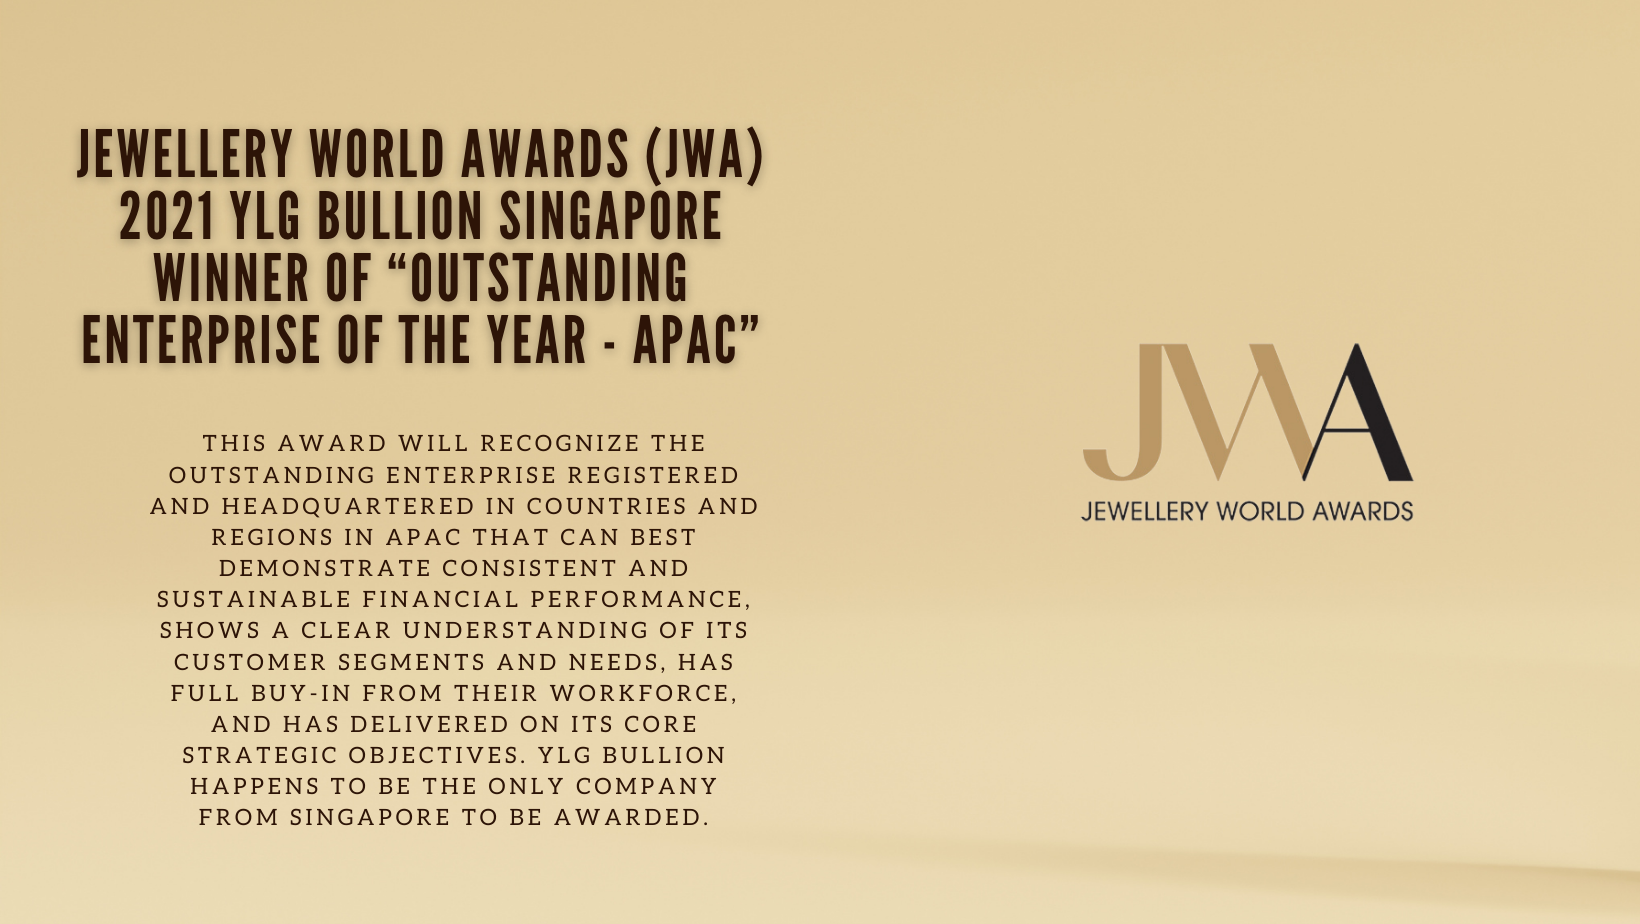 JEWELLERY WORLD AWARDS (JWA)
2021 YLG BULLION SINGAPORE
WINNER OF “OUTSTANDING
ENTERPRISE OF THE YEAR - APAC”
THIS AWARD WILL RECOGNIZE THE
OUTSTANDING ENTERPRISE REGISTERED
AND HEADQUARTERED IN COUNTRIES AND
REGIONS IN APAC THAT CAN BEST
DEMONSTRATE CONSISTENT AND
SUSTAINABLE FINANCIAL PERFORMANCE,
SHOWS A CLEAR UNDERSTANDING OF ITS
CUSTOMER SEGMENTS AND NEEDS, HAS
FULL BUY-IN FROM THEIR WORKFORCE,
AND HAS DELIVERED ON ITS CORE
STRATEGIC OBJECTIVES. YLG BULLION
HAPPENS TO BE THE ONLY COMPANY
FROM SINGAPORE TO BE AWARDED.
JWA
JEWELLERY WORLD AWARDS